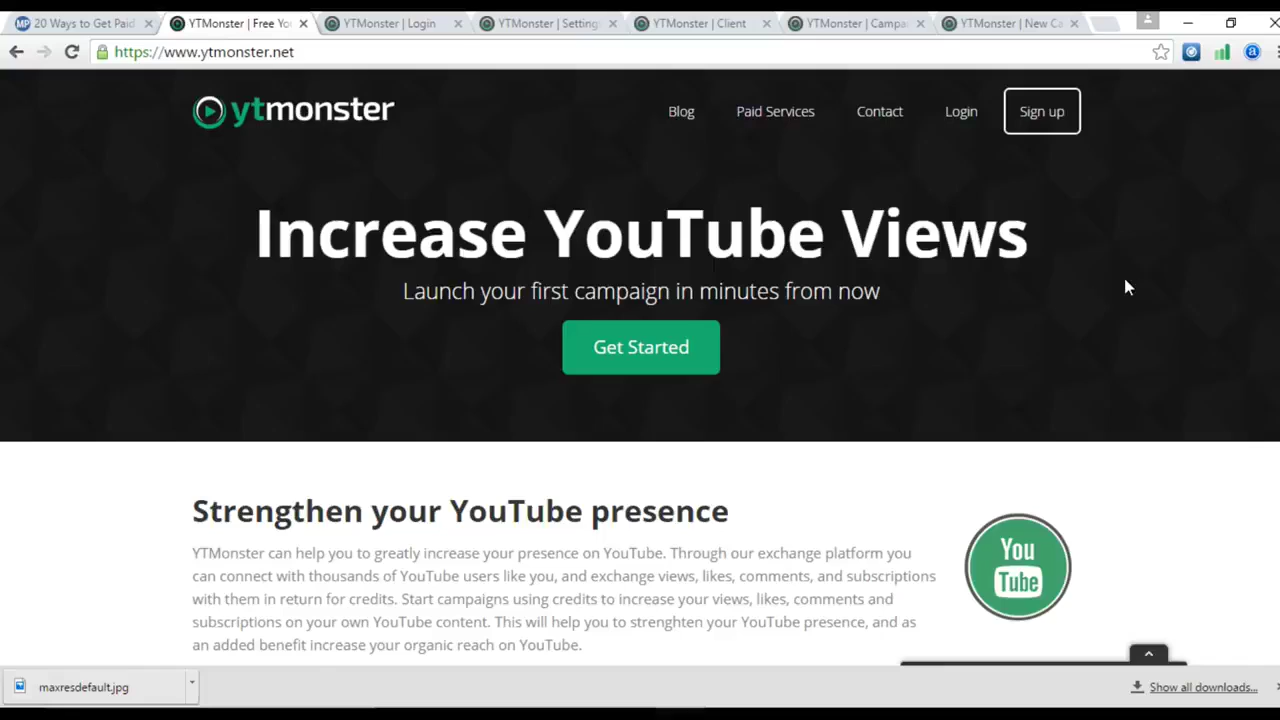 20 Ways to Get Paid
YTMonster | Free Yo
YTMonster | Login
YTMonster | Setting
YTMonster | Client
YTMonster | Campa
YTMonster | New Ca
https://www.ytmonster.net
ytmonster
Blog
Paid Services
Contact
Login
Sign up
Increase YouTube Views
Launch your first campaign in minutes from now
Get Started
Strengthen your YouTube presence
YTMonster can help you to greatly increase your presence on YouTube. Through our exchange platform you
can connect with thousands of YouTube users like you, and exchange views, likes, comments, and subscriptions
with them in return for credits. Start campaigns using credits to increase your views, likes, comments and
subscriptions on your own YouTube content. This will help you to strengthen your YouTube presence, and as
an added benefit increase your organic reach on YouTube.
You
Tube
maxresdefault.jpg
Show all downloads...